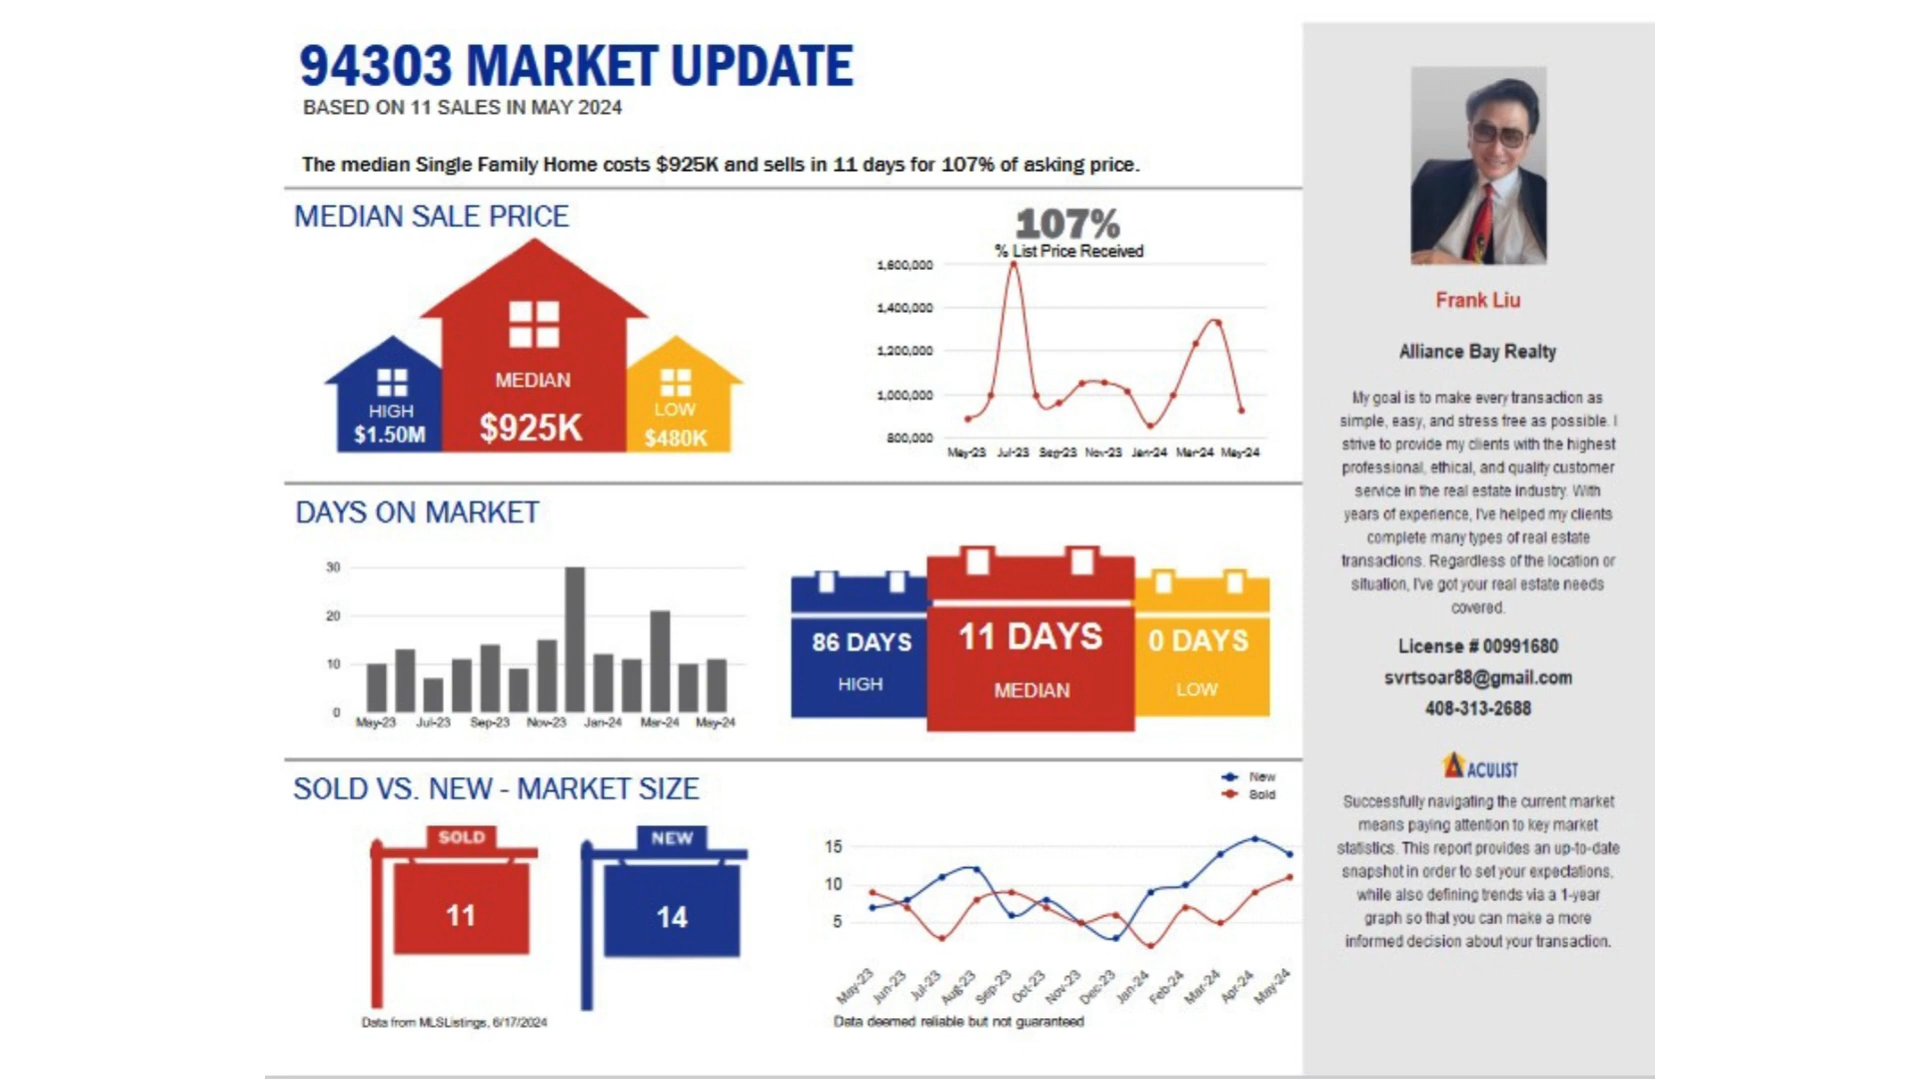 94303 MARKET UPDATE
BASED ON 11 SALES IN MAY 2024
The median Single Family Home costs $925K and sells in 11 days for 107% of asking price.
MEDIAN SALE PRICE
HIGH
$1.50M
MEDIAN
$925K
LOW
$480K
107%
% List Price Received
1,600,000
1,400,000
1,200,000
1,000,000
800,000
May-23 Jul-23 Sep-23 Nov-23 Jan-24 Mar-24 May-24
DAYS ON MARKET
30
20
10
0
May-23 Jul-23 Sep-23 Nov-23 Jan-24 Mar-24 May-24
86 DAYS
HIGH
11 DAYS
MEDIAN
0 DAYS
LOW
SOLD VS. NEW - MARKET SIZE
SOLD
11
NEW
14
New
Sold
15
10
5
May-23 Jun-23 Jul-23 Aug-23 Sep-23 Oct-23 Nov-23 Dec-23 Jan-24 Feb-24 Mar-24 Apr-24 May-24
Data from MLSListings, 6/17/2024
Data deemed reliable but not guaranteed
Frank Liu
Alliance Bay Realty
My goal is to make every transaction as
simple, easy, and stress free as possible. I
strive to provide my clients with the highest
professional, ethical, and quality customer
service in the real estate industry. With
years of experience, I've helped my clients
complete many types of real estate
transactions. Regardless of the location or
situation, I've got your real estate needs
covered.
License # 00991680
svrtsoar88@gmail.com
408-313-2688
ACULIST
Successfully navigating the current market
means paying attention to key market
statistics. This report provides an up-to-date
snapshot in order to set your expectations,
while also defining trends via a 1-year
graph so that you can make a more
informed decision about your transaction.